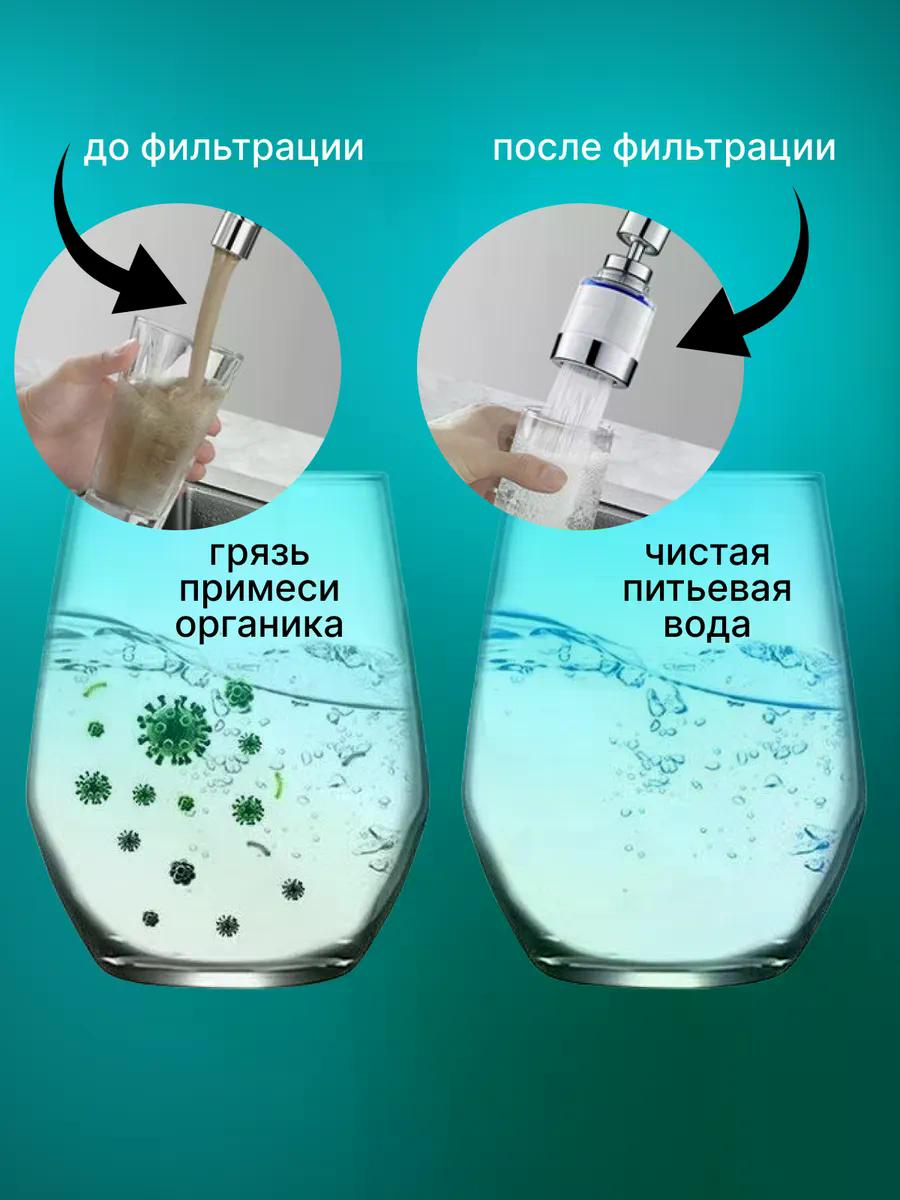 до фильтрации
после фильтрации
грязь
примеси
органика
чистая
питьевая
вода